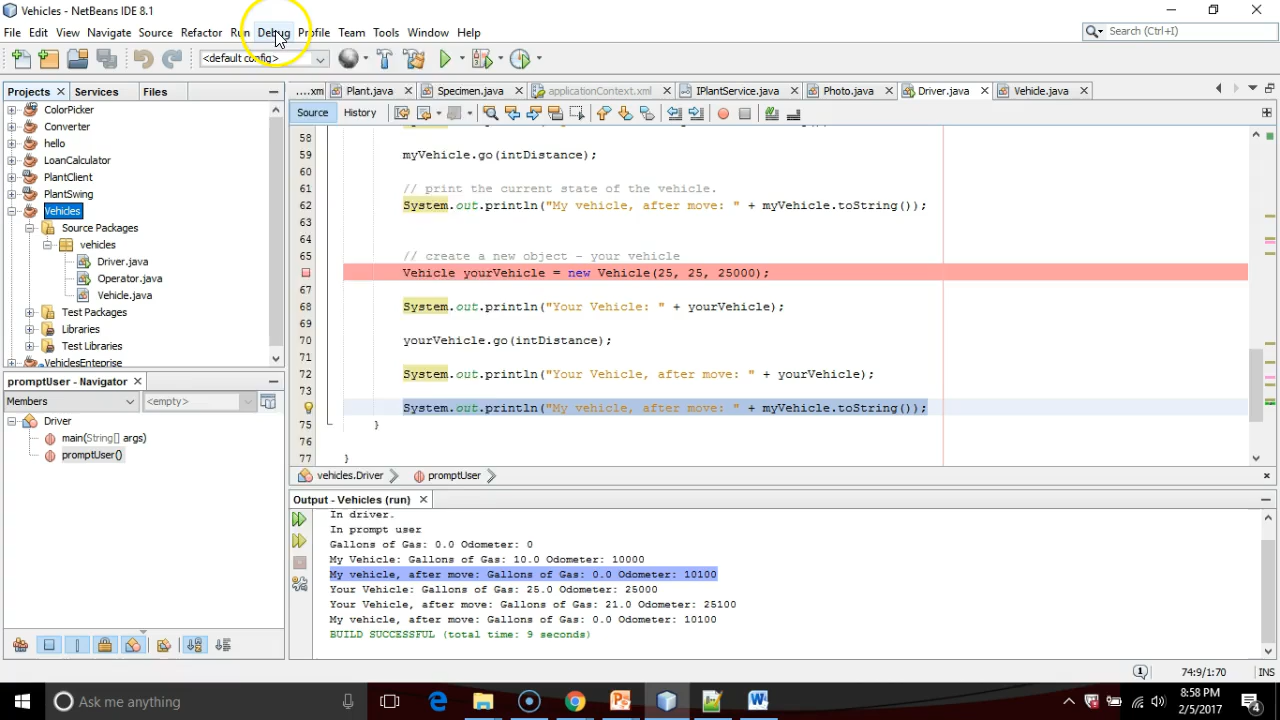 Vehicles - NetBeans IDE 8.1
File Edit View Navigate Source Refactor Run Debug Profile Team Tools Window Help
Search (Ctrl+I)
<default config>
Projects Services Files
...xm Plant.java Specimen.java applicationContext.xml IPlantService.java Photo.java Driver.java Vehicle.java
Source History
ColorPicker
Converter
hello
LoanCalculator
PlantClient
PlantSwing
Vehicles
Source Packages
vehicles
Driver.java
Operator.java
Vehicle.java
Test Packages
Libraries
Test Libraries
VehiclesEnteprise
58
59 myVehicle.go(intDistance);
60
61 // print the current state of the vehicle.
62 System.out.println("My vehicle, after move: " + myVehicle.toString());
63
64
65 // create a new object - your vehicle
Vehicle yourVehicle = new Vehicle(25, 25, 25000);
67
68 System.out.println("Your Vehicle: " + yourVehicle);
69
70 yourVehicle.go(intDistance);
71
72 System.out.println("Your Vehicle, after move: " + yourVehicle);
73
System.out.println("My vehicle, after move: " + myVehicle.toString());
75 }
76
77 }
vehicles.Driver promptUser
promptUser - Navigator
Members <empty>
Driver
main(String[] args)
promptUser()
Output - Vehicles (run)
In driver.
In prompt user
Gallons of Gas: 0.0 Odometer: 0
My Vehicle: Gallons of Gas: 10.0 Odometer: 10000
My vehicle, after move: Gallons of Gas: 0.0 Odometer: 10100
Your Vehicle: Gallons of Gas: 25.0 Odometer: 25000
Your Vehicle, after move: Gallons of Gas: 21.0 Odometer: 25100
My vehicle, after move: Gallons of Gas: 0.0 Odometer: 10100
BUILD SUCCESSFUL (total time: 9 seconds)
74:9/1:70 INS
Ask me anything
8:58 PM
2/5/2017
4